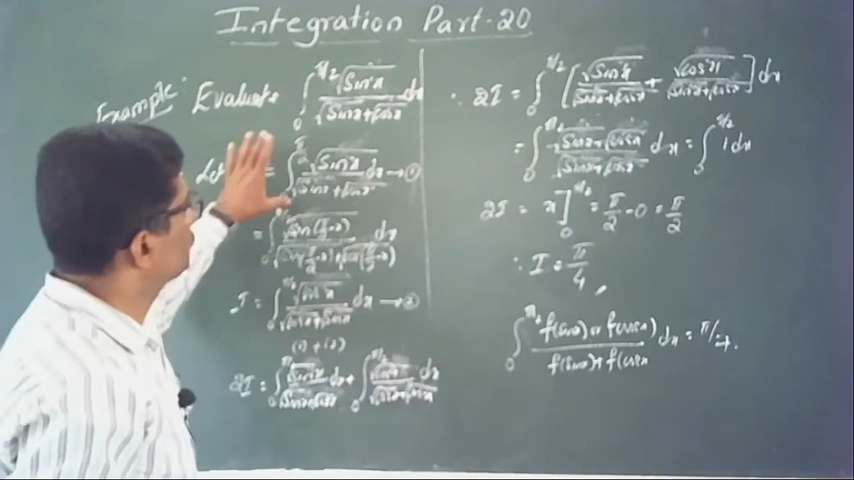 Integration Part-20
Example: Evaluate ∫₀^{π/2} √sin x / (√sin x + √cos x) dx
Let = ∫₀^{π/2} √sin x / (√sin x + √cos x) dx → ①
= ∫₀ √sin(π/2 - x) / (√sin(π/2 - x) + √sin(π/2 - x)) dx
I = ∫₀^{π/2} √cos x / (√cos x + √sin x) dx → ②
(1) + (2)
2I = ∫₀^{π/2} √sin x / (√sin x + √cos x) dx + ∫₀^{π/2} √cos x / (√sin x + √cos x) dx
∴ 2I = ∫₀^{π/2} [ √sin x / (√sin x + √cos x) + √cos x / (√sin x + √cos x) ] dx
= ∫₀^{π/2} (√sin x + √cos x) / (√sin x + √cos x) dx = ∫₀^{π/2} 1 dx
2I = x]₀^{π/2} = π/2 - 0 = π/2
∴ I = π/4
∫₀^{π/2} f(sin x) or f(cos x) / (f(sin x) + f(cos x)) dx = π/4.